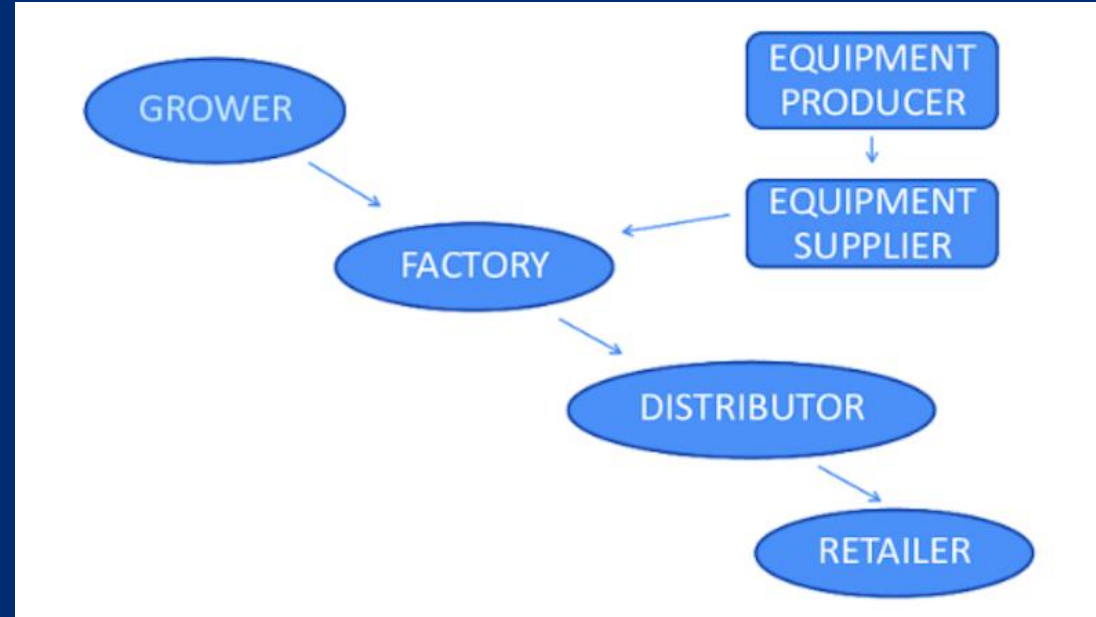 GROWER
EQUIPMENT
PRODUCER
EQUIPMENT
SUPPLIER
FACTORY
DISTRIBUTOR
RETAILER